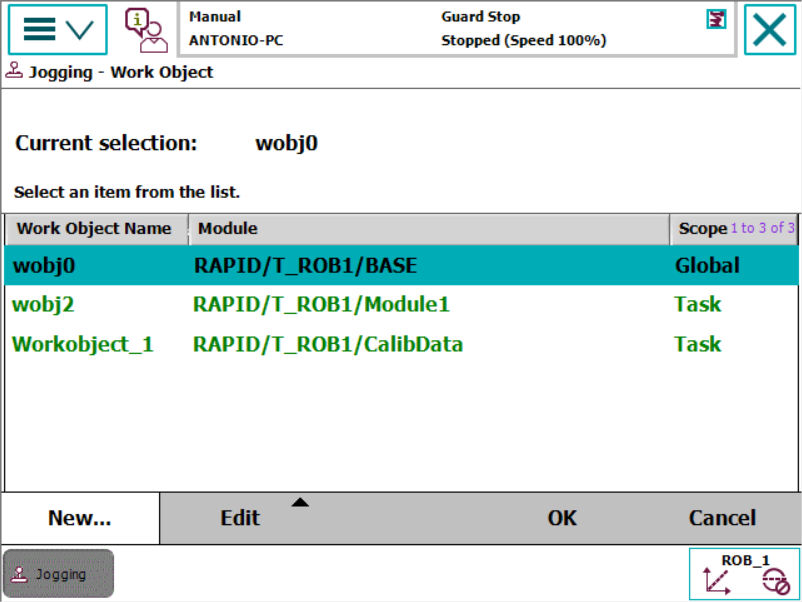 Manual Guard Stop
ANTONIO-PC Stopped (Speed 100%)
Jogging - Work Object
Current selection: wobj0
Select an item from the list.
Work Object Name Module Scope 1 to 3 of 3
wobj0 RAPID/T_ROB1/BASE Global
wobj2 RAPID/T_ROB1/Module1 Task
Workobject_1 RAPID/T_ROB1/CalibData Task
New... Edit OK Cancel
Jogging ROB_1